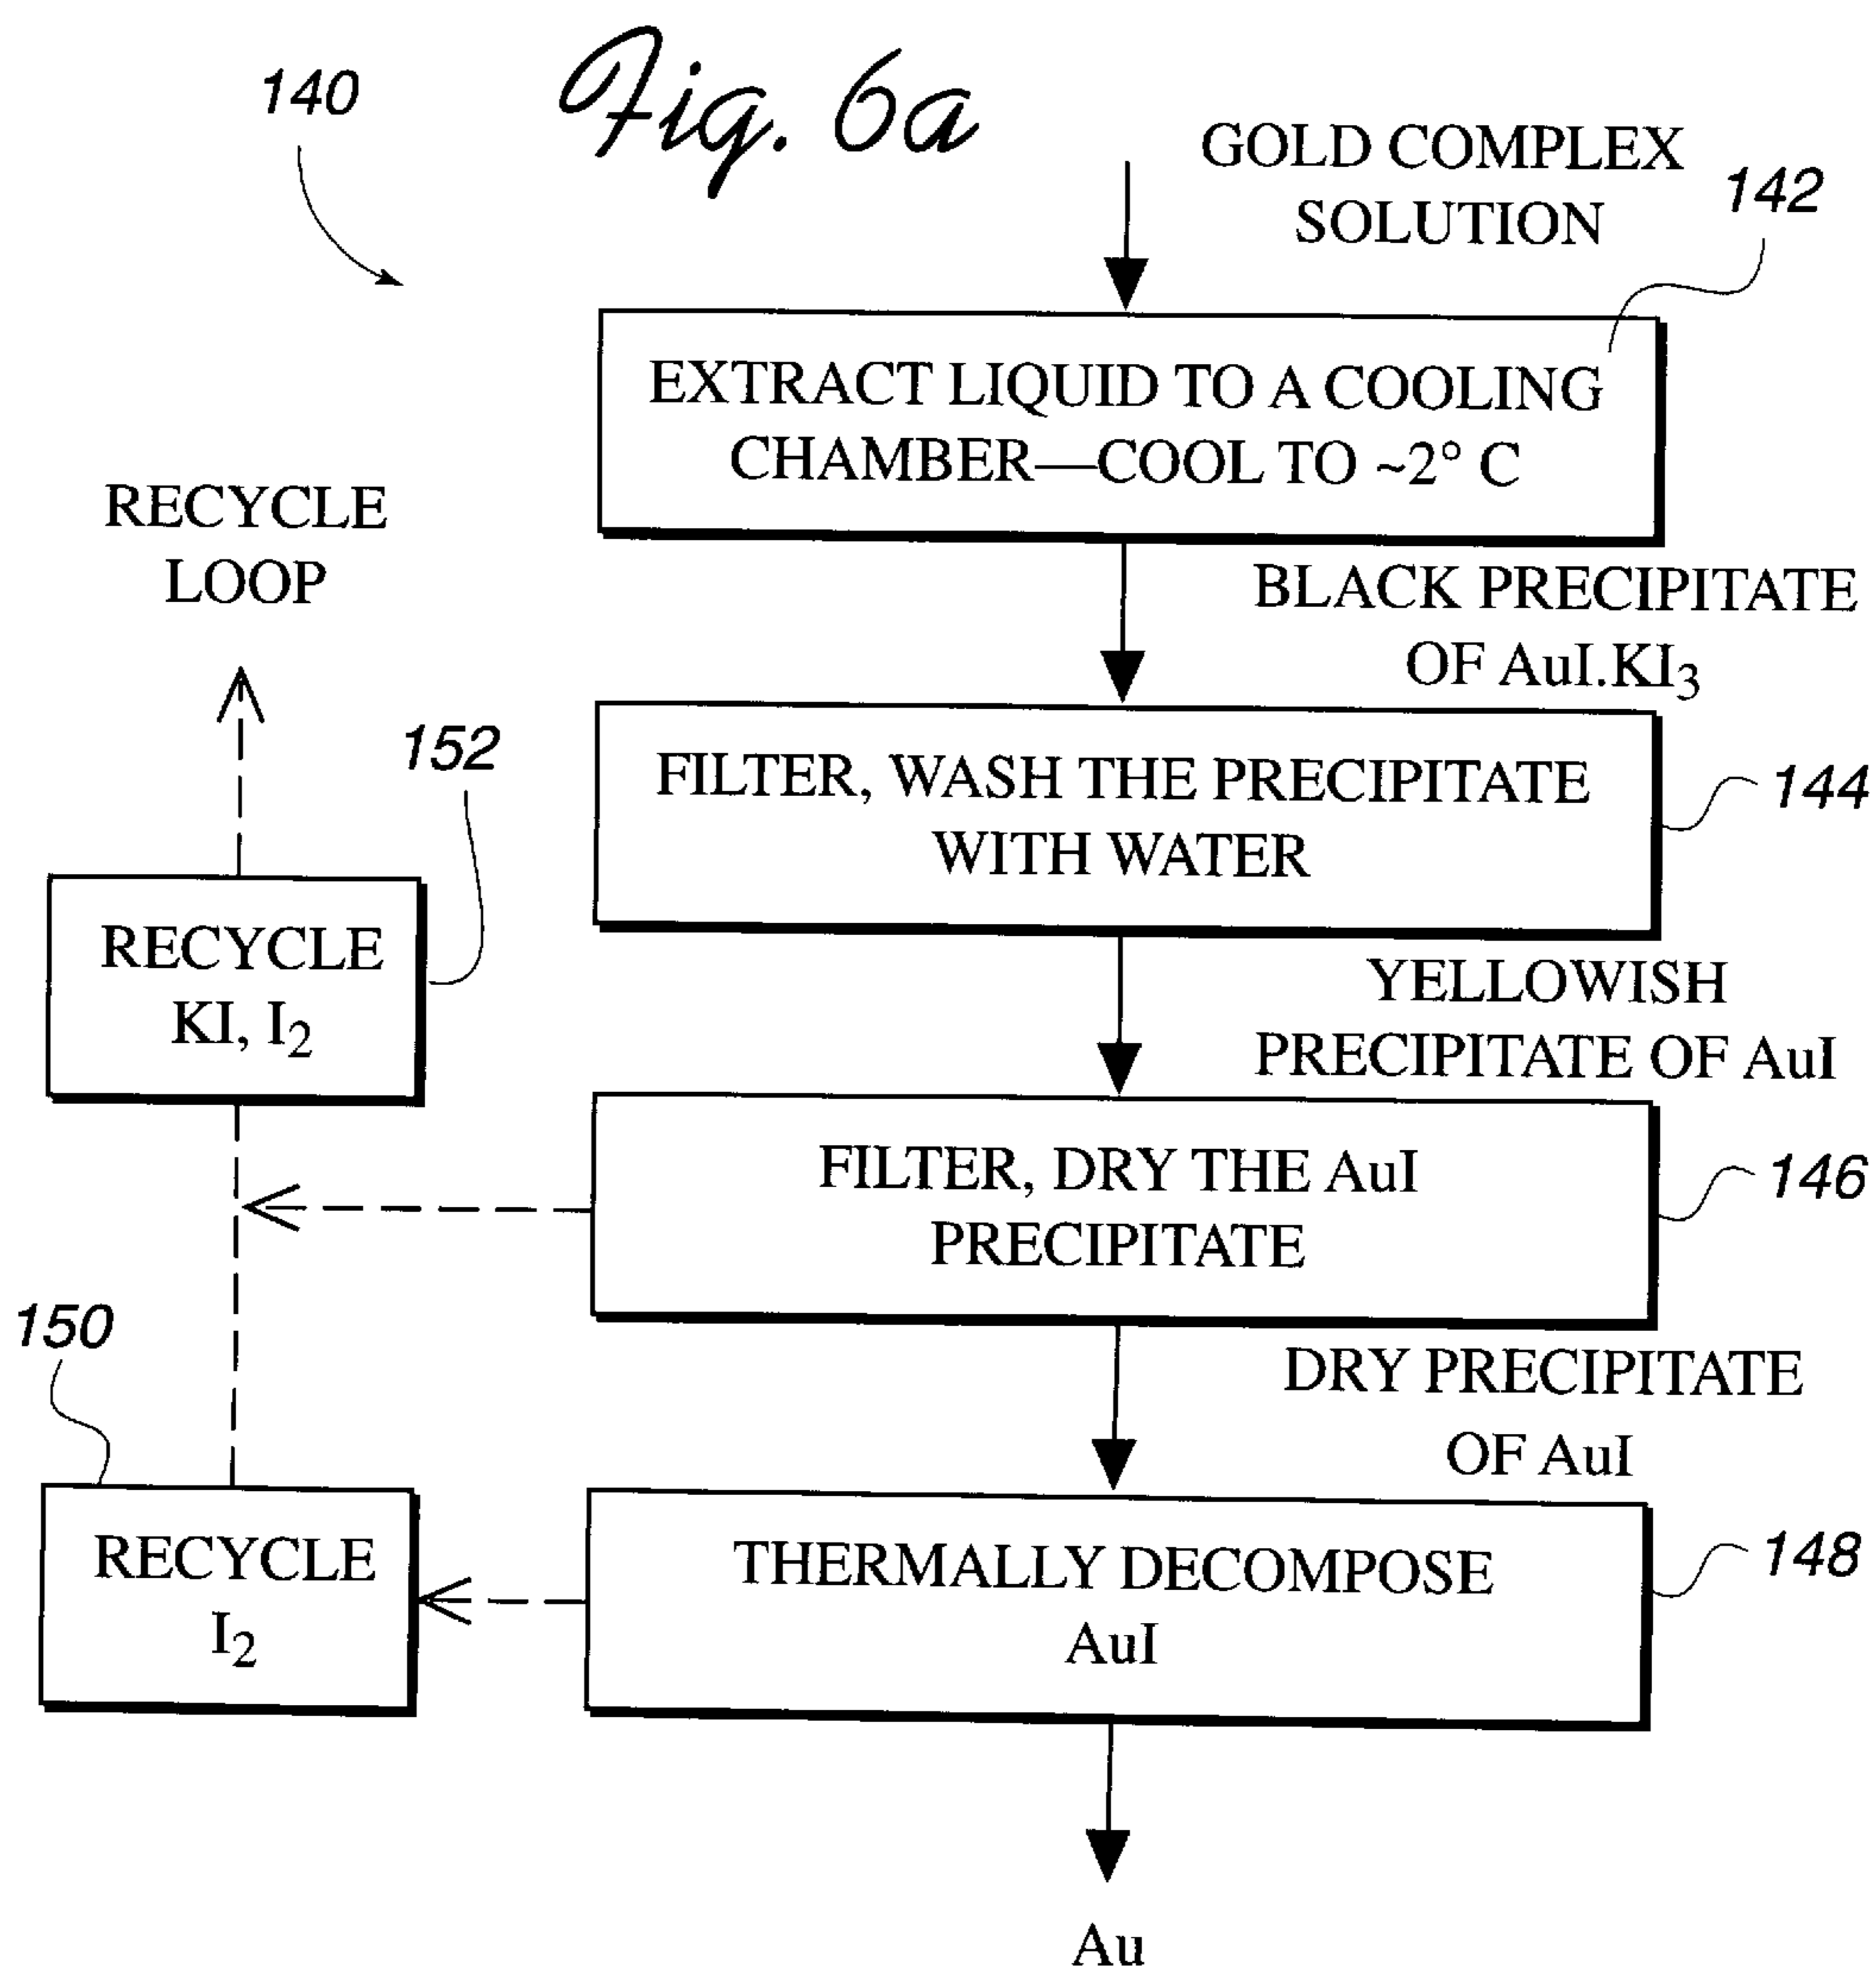 Fig. 6a
140
GOLD COMPLEX
SOLUTION
142
EXTRACT LIQUID TO A COOLING
CHAMBER—COOL TO ~2° C
BLACK PRECIPITATE
OF AuI.KI₃
FILTER, WASH THE PRECIPITATE
WITH WATER
144
YELLOWISH
PRECIPITATE OF AuI
FILTER, DRY THE AuI
PRECIPITATE
146
DRY PRECIPITATE
OF AuI
THERMALLY DECOMPOSE
AuI
148
Au
RECYCLE
LOOP
152
RECYCLE
KI, I₂
150
RECYCLE
I₂